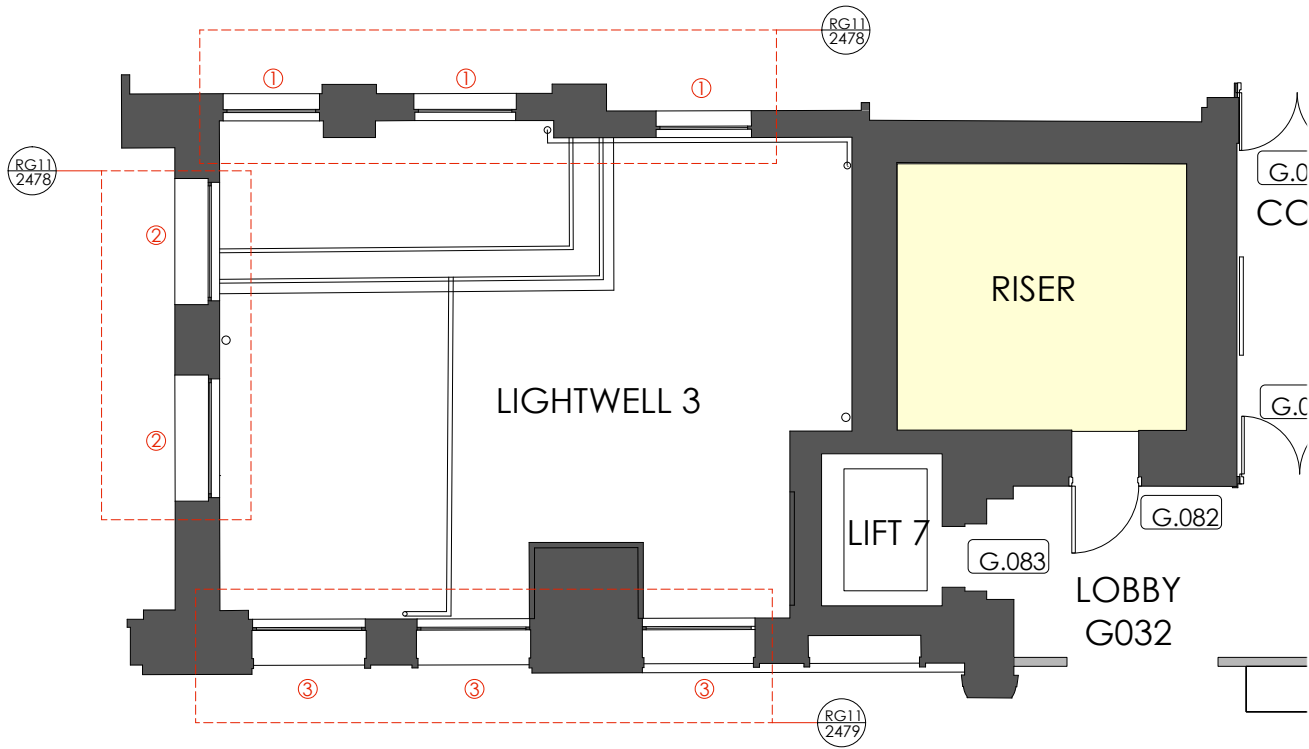 RG11
2478
①
①
①
RG11
2478
②
G.0
CO
RISER
LIGHTWELL 3
G.0
②
G.082
LIFT 7
G.083
LOBBY
G032
③
③
③
RG11
2479